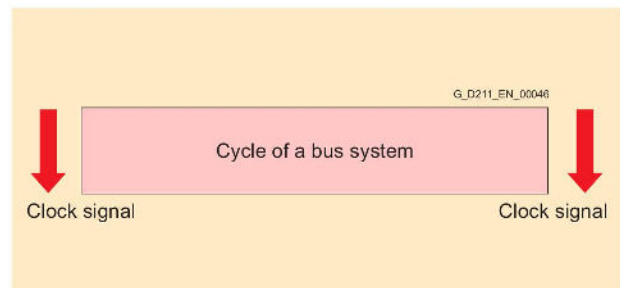 G_D211_EN_00046
Cycle of a bus system
Clock signal
Clock signal